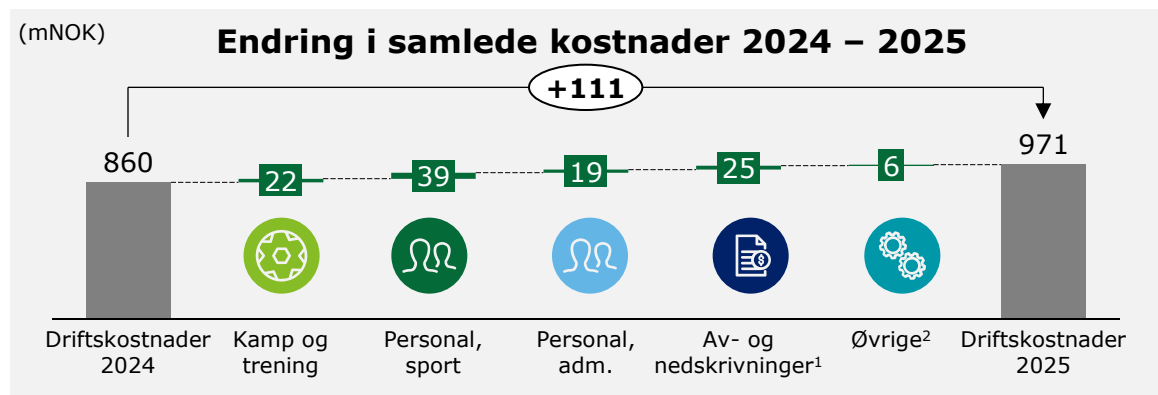 (mNOK)
Endring i samlede kostnader 2024 – 2025
+111
860
22
39
19
25
6
971
Driftskostnader
2024
Kamp og
trening
Personal,
sport
Personal,
adm.
Av- og
nedskrivninger¹
Øvrige²
Driftskostnader
2025